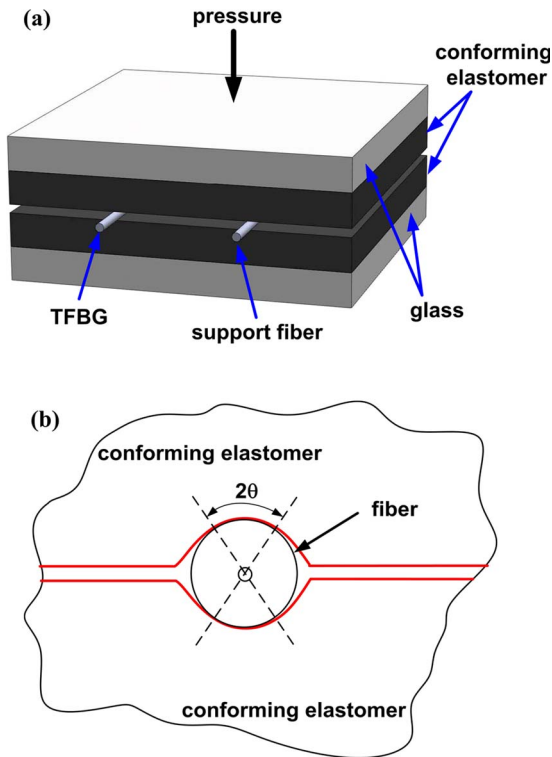 (a)
pressure
conforming
elastomer
TFBG
support fiber
glass
(b)
conforming elastomer
2θ
fiber
conforming elastomer